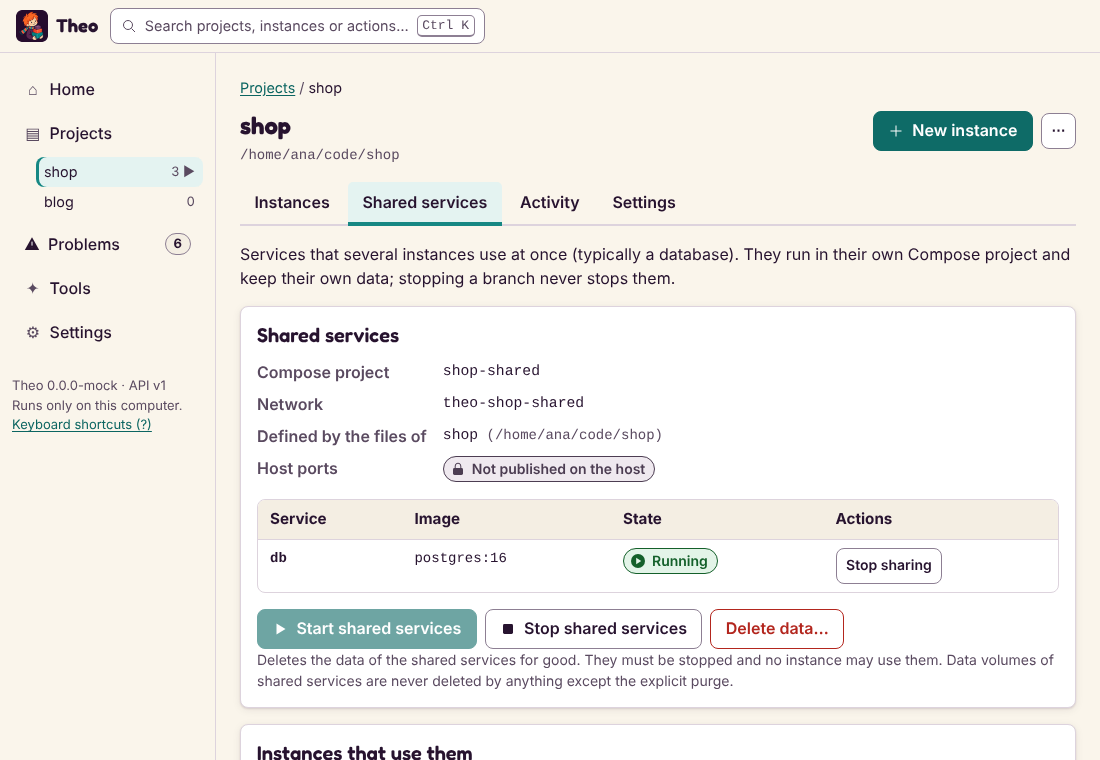 Theo
Search projects, instances or actions... Ctrl K
Home
Projects
shop 3
blog 0
Problems 6
Tools
Settings
Theo 0.0.0-mock · API v1
Runs only on this computer.
Keyboard shortcuts (?)
Projects / shop
shop
/home/ana/code/shop
+ New instance
...
Instances Shared services Activity Settings
Services that several instances use at once (typically a database). They run in their own Compose project and
keep their own data; stopping a branch never stops them.
Shared services
Compose project shop-shared
Network theo-shop-shared
Defined by the files of shop (/home/ana/code/shop)
Host ports Not published on the host
Service Image State Actions
db postgres:16 Running Stop sharing
Start shared services Stop shared services Delete data...
Deletes the data of the shared services for good. They must be stopped and no instance may use them. Data volumes of
shared services are never deleted by anything except the explicit purge.
Instances that use them